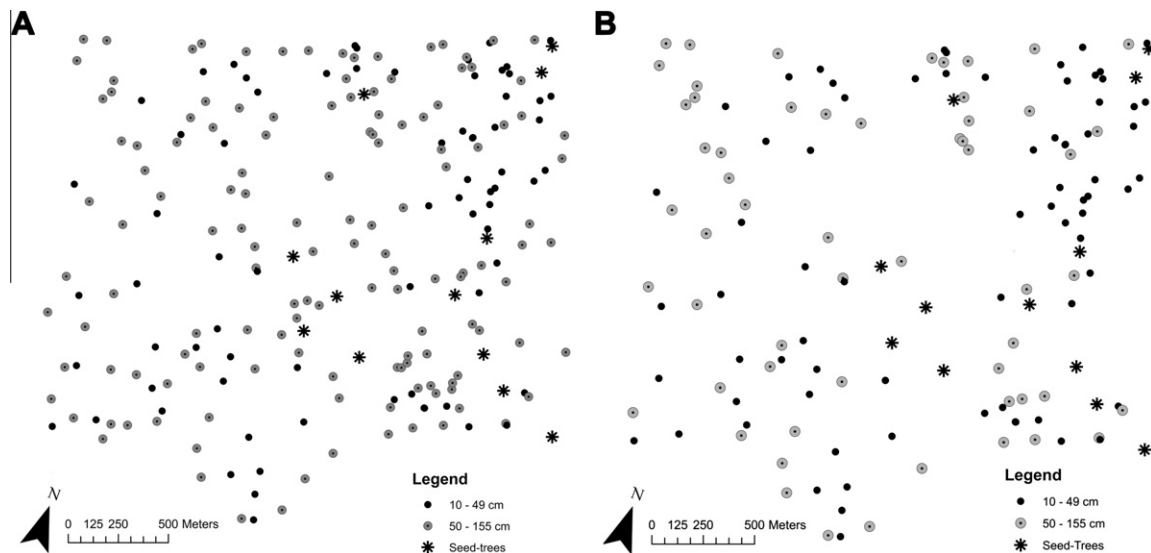 A
B
N
0 125 250 500 Meters
Legend
10 - 49 cm
50 - 155 cm
Seed-trees
N
0 125 250 500 Meters
Legend
10 - 49 cm
50 - 155 cm
Seed-Trees